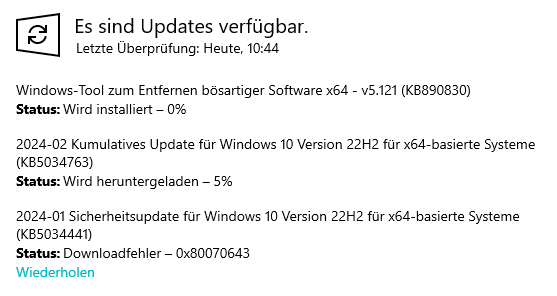 Es sind Updates verfügbar.
Letzte Überprüfung: Heute, 10:44
Windows-Tool zum Entfernen bösartiger Software x64 - v5.121 (KB890830)
Status: Wird installiert – 0%
2024-02 Kumulatives Update für Windows 10 Version 22H2 für x64-basierte Systeme
(KB5034763)
Status: Wird heruntergeladen – 5%
2024-01 Sicherheitsupdate für Windows 10 Version 22H2 für x64-basierte Systeme
(KB5034441)
Status: Downloadfehler – 0x80070643
Wiederholen